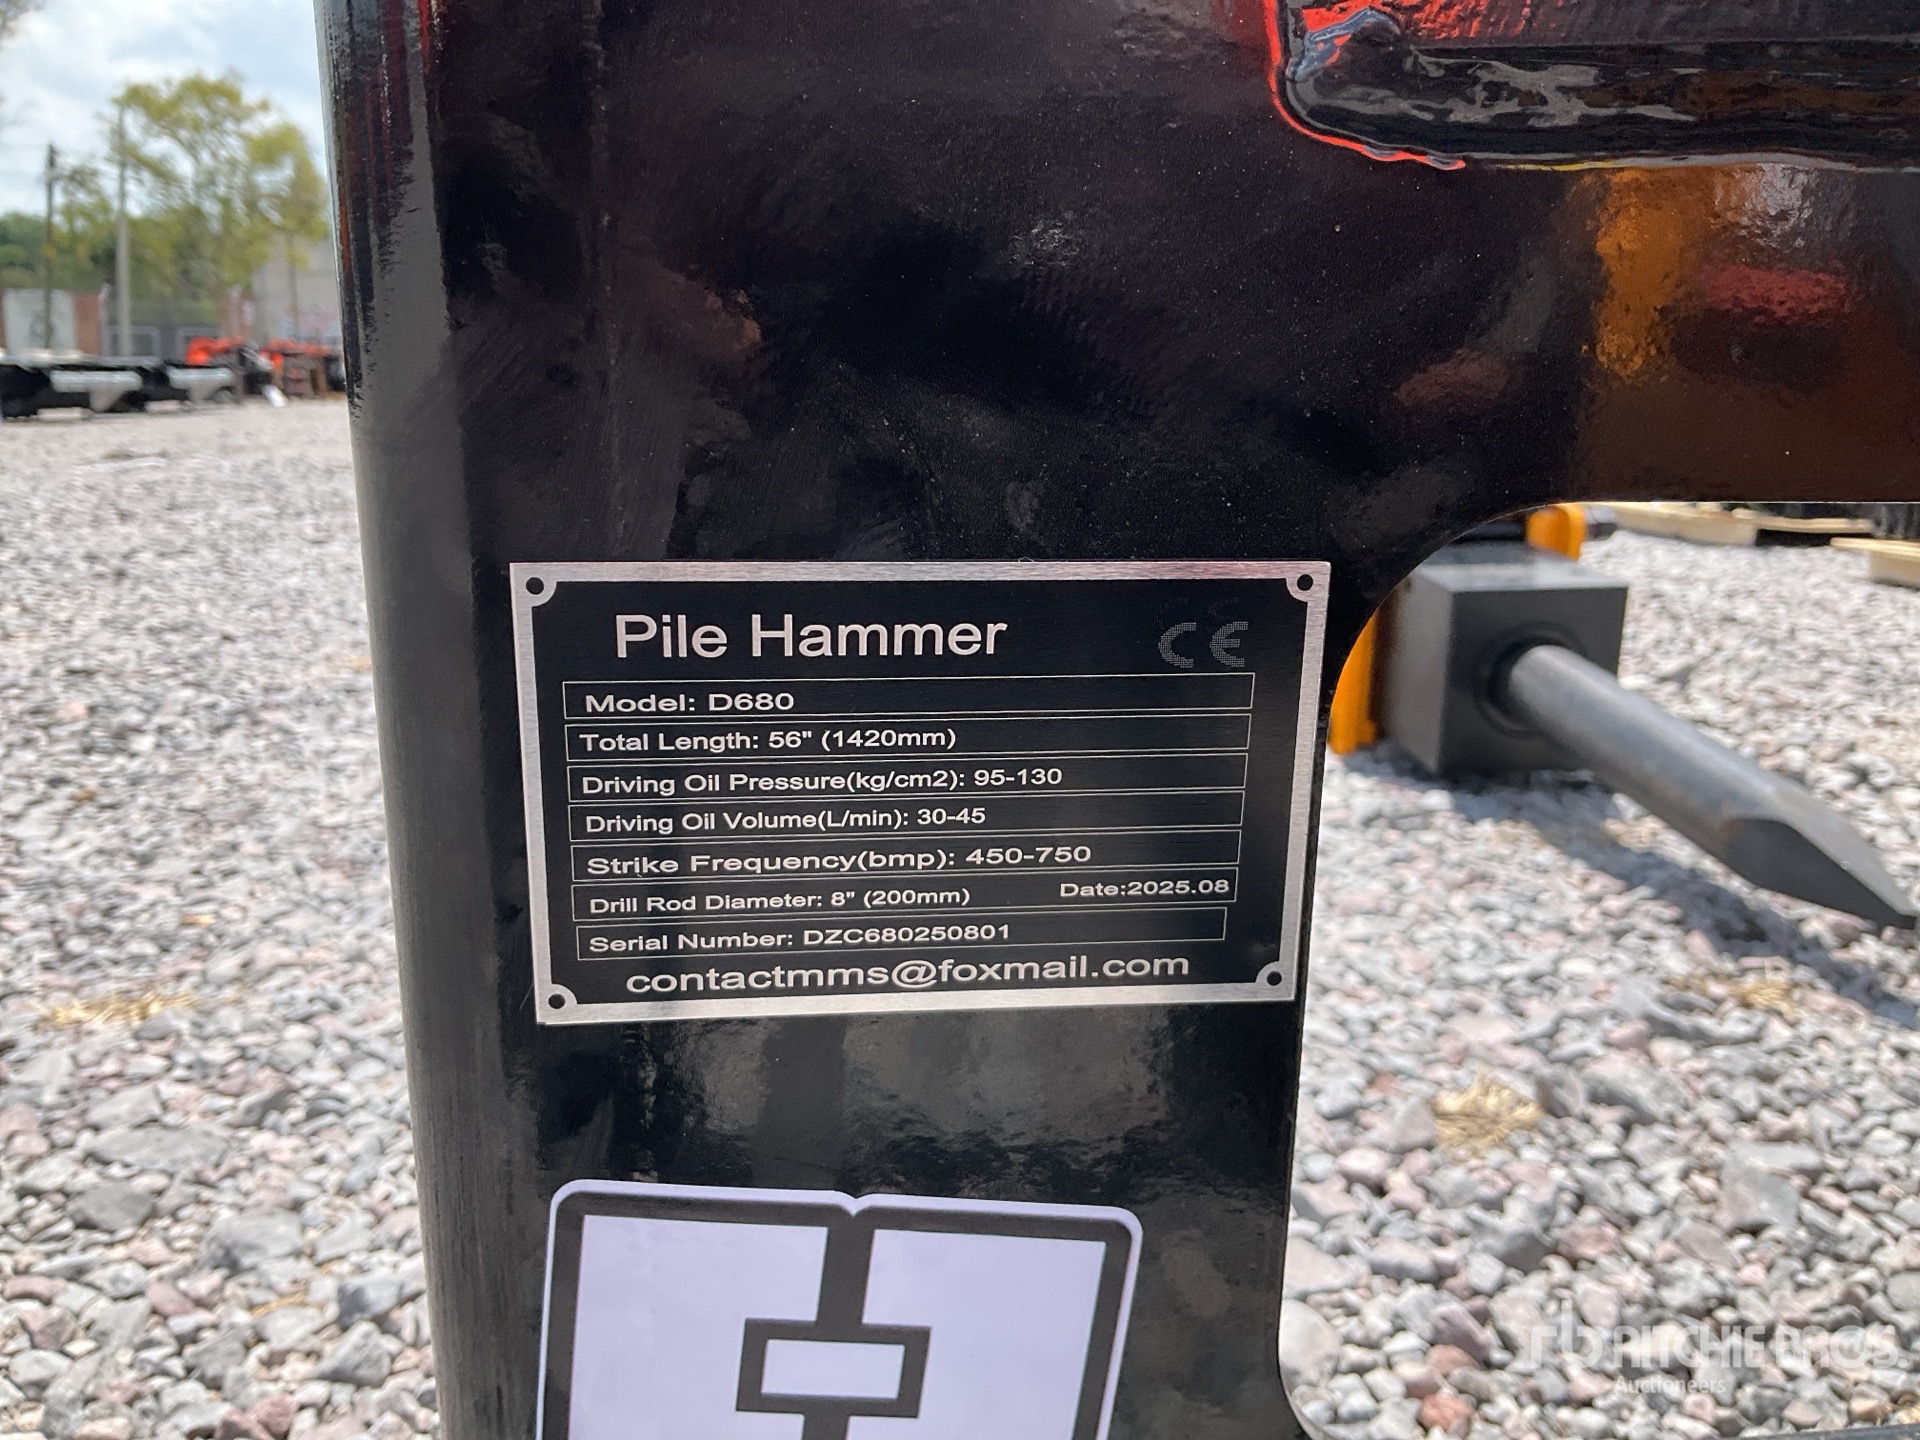 Pile Hammer CE
Model: D680
Total Length: 56" (1420mm)
Driving Oil Pressure(kg/cm2): 95-130
Driving Oil Volume(L/min): 30-45
Strike Frequency(bmp): 450-750
Drill Rod Diameter: 8" (200mm) Date:2025.08
Serial Number: DZC680250801
contactmms@foxmail.com
rb RITCHIE BROS.
Auctioneers